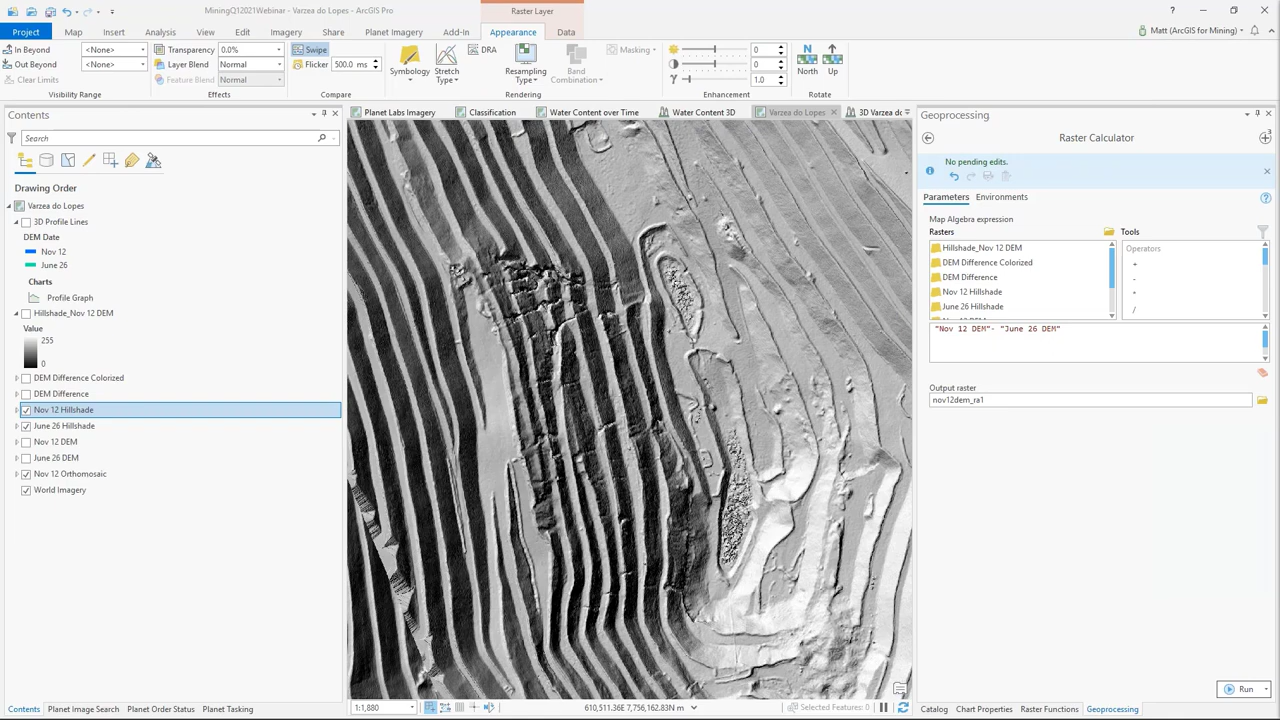 MiningQ12021Webinar - Varzea do Lopes - ArcGIS Pro
Raster Layer
?
Project Map Insert Analysis View Edit Imagery Share Planet Imagery Add-In Appearance Data
Matt (ArcGIS for Mining)
In Beyond <None>
Out Beyond <None>
Clear Limits
Visibility Range
Transparency 0.0%
Layer Blend Normal
Feature Blend Normal
Effects
Swipe
Flicker 500.0 ms
Compare
Symbology
Stretch Type
DRA
Resampling Type
Band Combination
Masking
Rendering
0
0
1.0
Enhancement
North
Up
Rotate
Contents
Search
Drawing Order
Varzea do Lopes
3D Profile Lines
DEM Date
Nov 12
June 26
Charts
Profile Graph
Hillshade_Nov 12 DEM
Value
255
0
DEM Difference Colorized
DEM Difference
Nov 12 Hillshade
June 26 Hillshade
Nov 12 DEM
June 26 DEM
Nov 12 Orthomosaic
World Imagery
Contents Planet Image Search Planet Order Status Planet Tasking
Planet Labs Imagery Classification Water Content over Time Water Content 3D Varzea do Lopes 3D Varzea do
1:1,880
610,511.36E 7,756,162.83N m
Selected Features: 0
Geoprocessing
Raster Calculator
No pending edits.
Parameters Environments
Map Algebra expression
Rasters
Hillshade_Nov 12 DEM
DEM Difference Colorized
DEM Difference
Nov 12 Hillshade
June 26 Hillshade
Tools
Operators
+
-
*
/
"Nov 12 DEM"- "June 26 DEM"
Output raster
nov12dem_ra1
Run
Catalog Chart Properties Raster Functions Geoprocessing